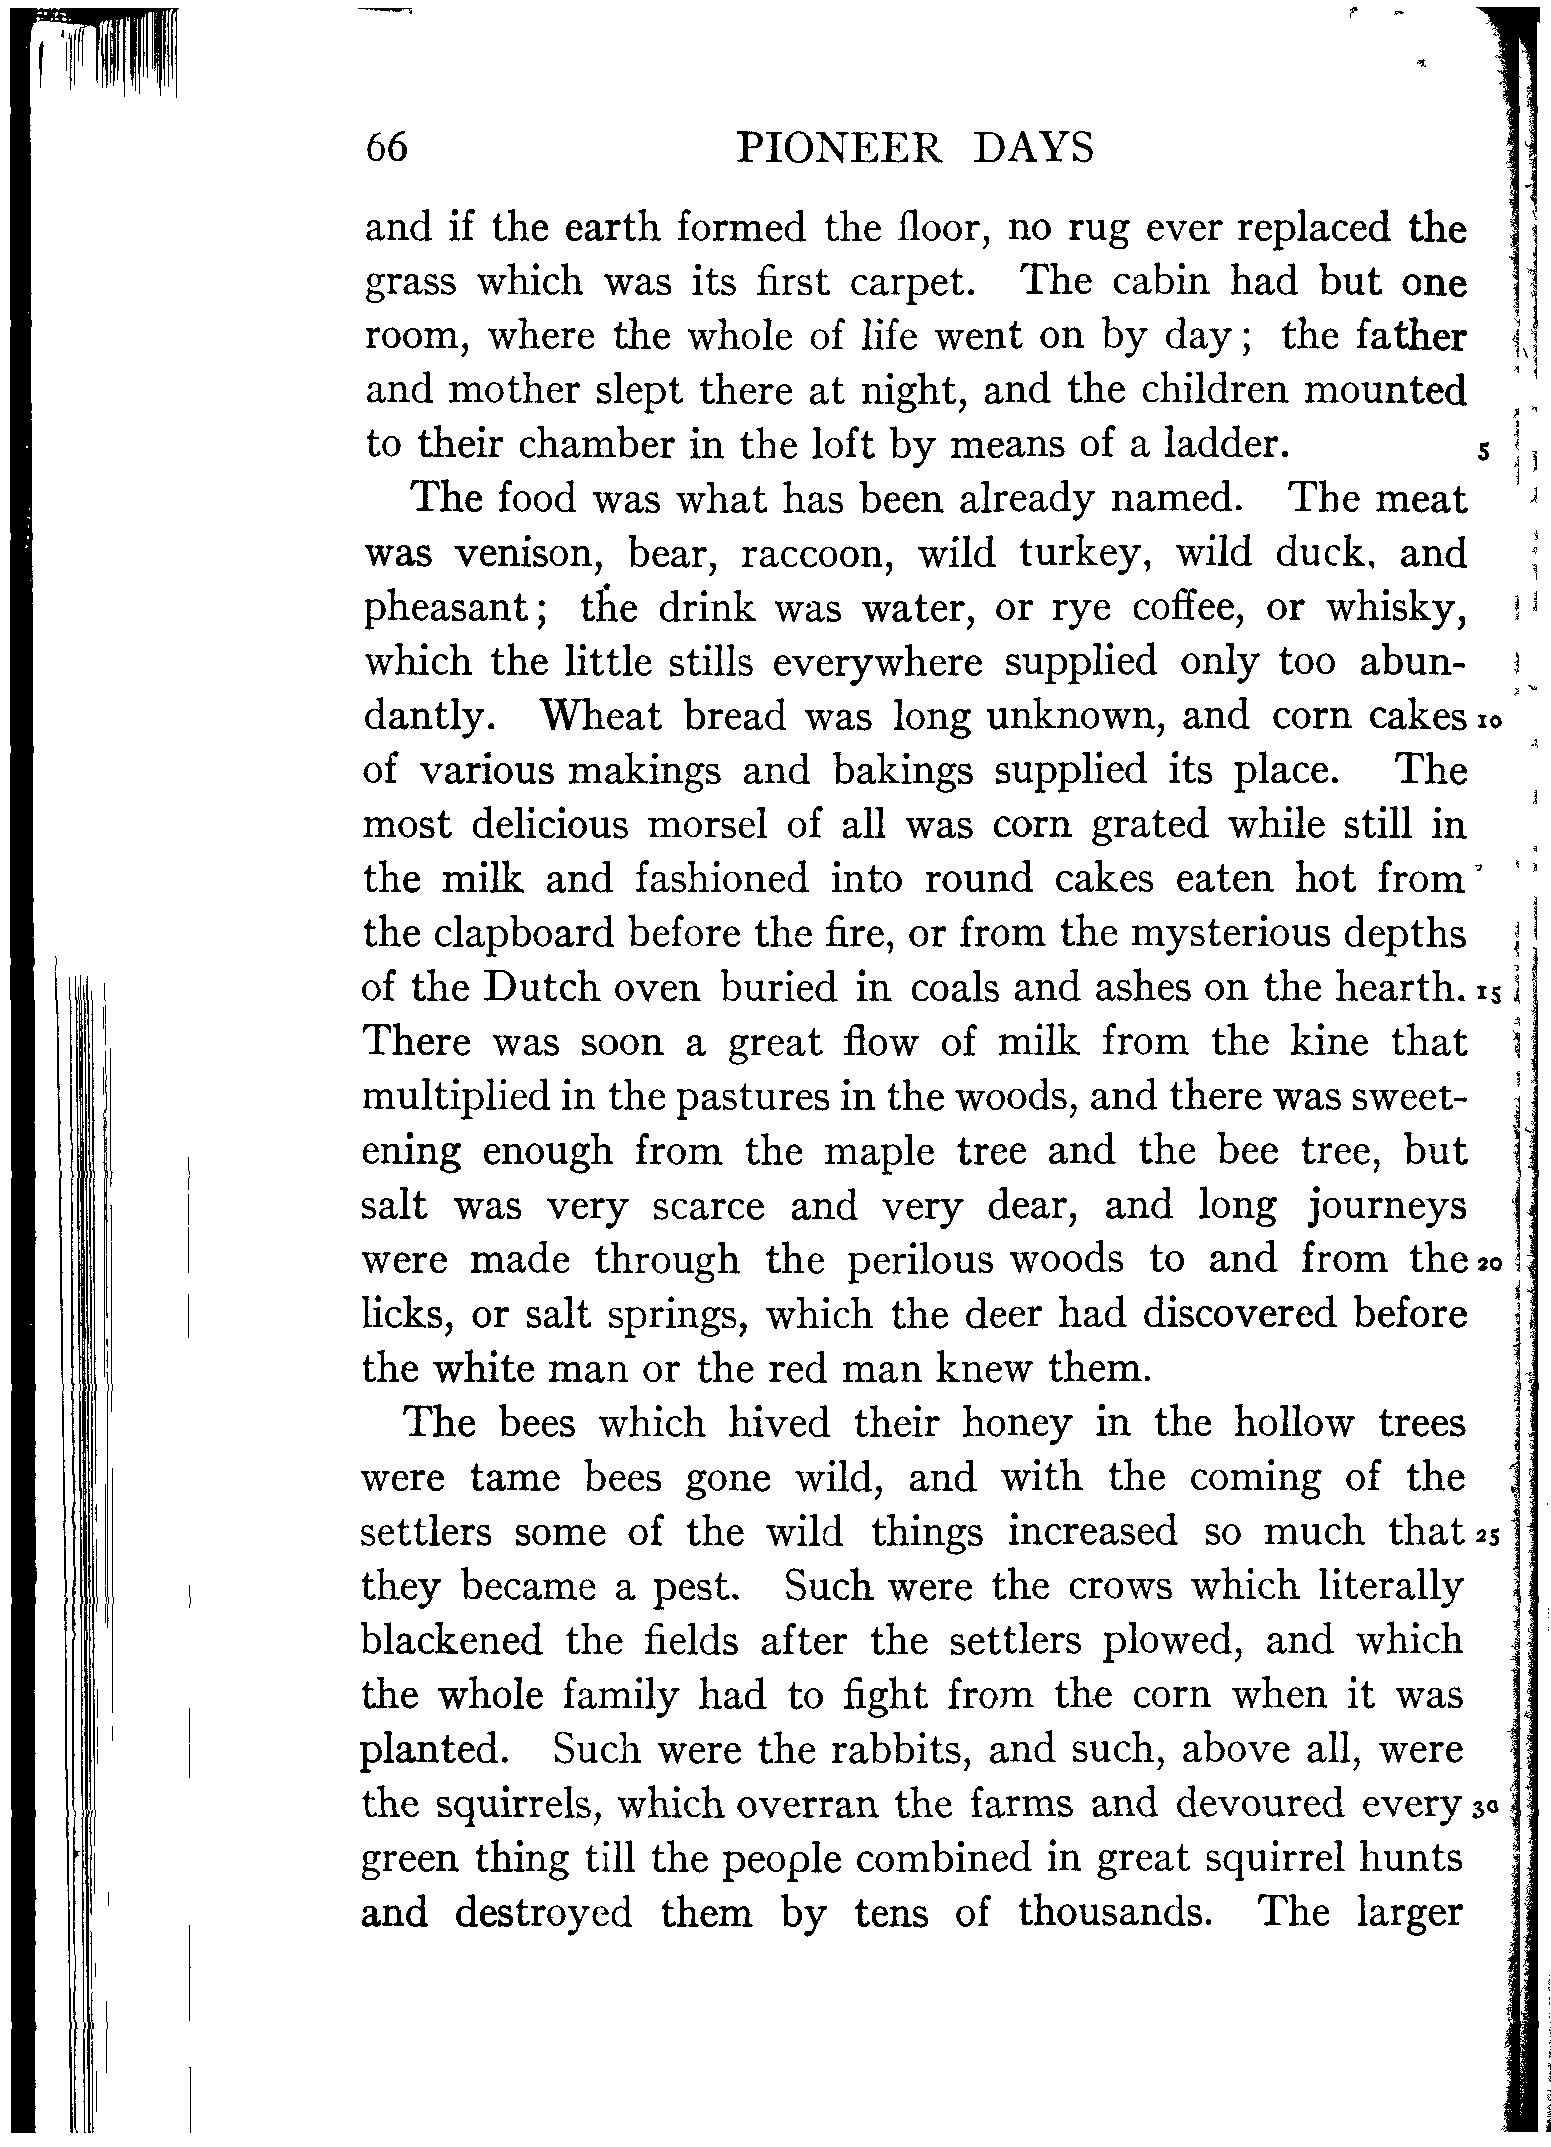 66 PIONEER DAYS
and if the earth formed the floor, no rug ever replaced the
grass which was its first carpet. The cabin had but one
room, where the whole of life went on by day; the father
and mother slept there at night, and the children mounted
to their chamber in the loft by means of a ladder. 5
The food was what has been already named. The meat
was venison, bear, raccoon, wild turkey, wild duck, and
pheasant; the drink was water, or rye coffee, or whisky,
which the little stills everywhere supplied only too abun-
dantly. Wheat bread was long unknown, and corn cakes 10
of various makings and bakings supplied its place. The
most delicious morsel of all was corn grated while still in
the milk and fashioned into round cakes eaten hot from
the clapboard before the fire, or from the mysterious depths
of the Dutch oven buried in coals and ashes on the hearth. 15
There was soon a great flow of milk from the kine that
multiplied in the pastures in the woods, and there was sweet-
ening enough from the maple tree and the bee tree, but
salt was very scarce and very dear, and long journeys
were made through the perilous woods to and from the 20
licks, or salt springs, which the deer had discovered before
the white man or the red man knew them.
The bees which hived their honey in the hollow trees
were tame bees gone wild, and with the coming of the
settlers some of the wild things increased so much that 25
they became a pest. Such were the crows which literally
blackened the fields after the settlers plowed, and which
the whole family had to fight from the corn when it was
planted. Such were the rabbits, and such, above all, were
the squirrels, which overran the farms and devoured every 30
green thing till the people combined in great squirrel hunts
and destroyed them by tens of thousands. The larger